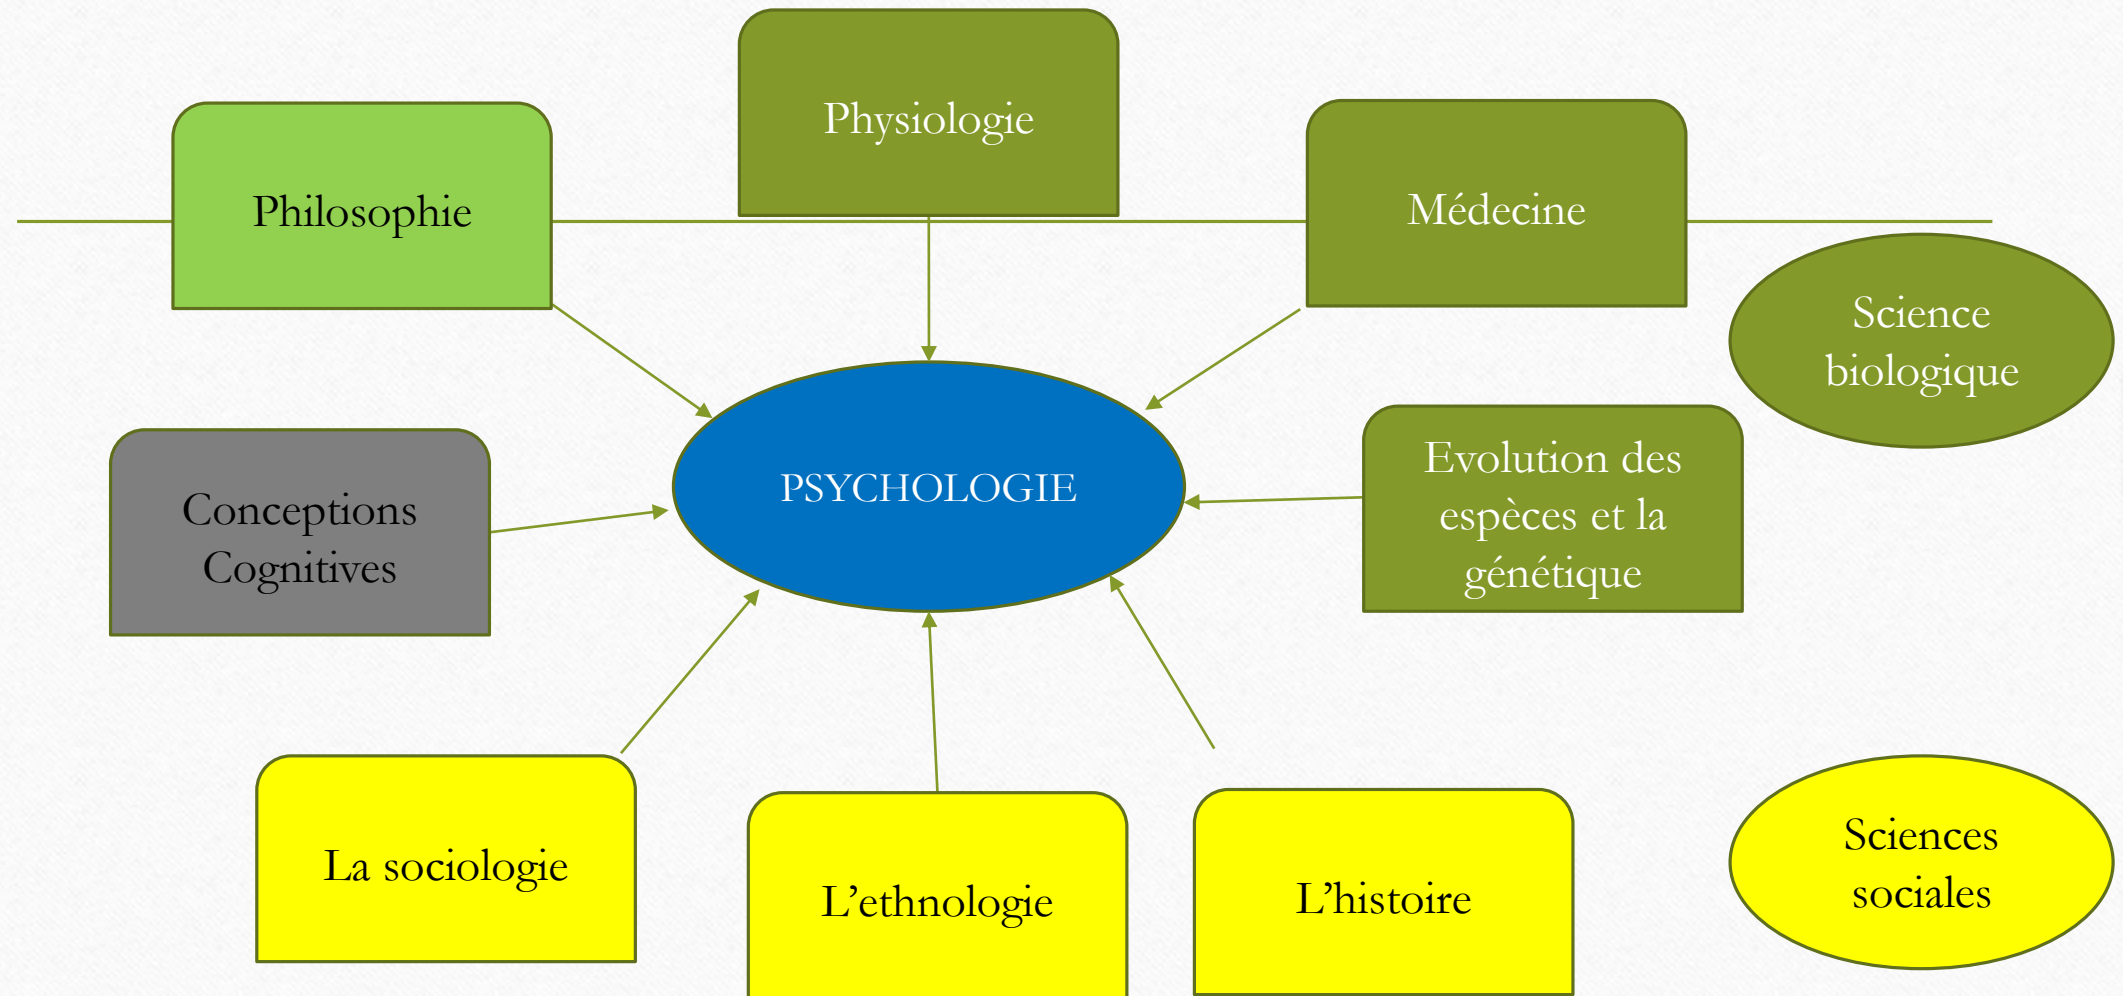 Physiologie
Philosophie
Médecine
Science
biologique
Conceptions
Cognitives
PSYCHOLOGIE
Evolution des
espèces et la
génétique
La sociologie
L’ethnologie
L’histoire
Sciences
sociales